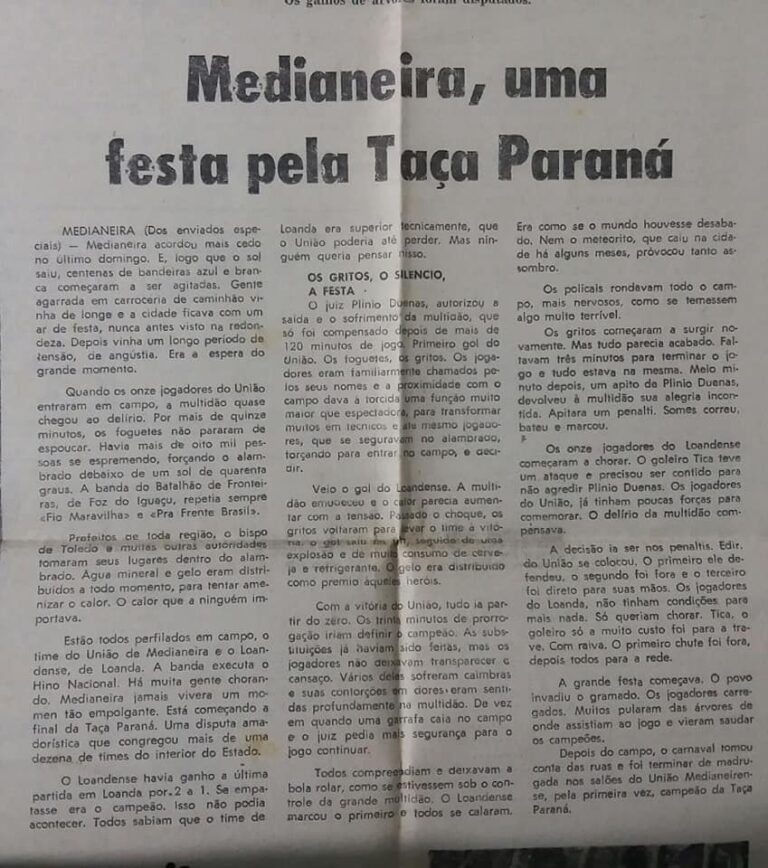 Os galhos de árvores foram disputados.
Medianeira, uma
festa pela Taça Paraná
MEDIANEIRA (Dos enviados espe-
ciais) — Medianeira acordou mais cedo
no último domingo. E, logo que o sol
saiu, centenas de bandeiras azul e bran-
ca começaram a ser agitadas. Gente
agarrada em carroceria de caminhão vi-
nha de longe e a cidade ficava com um
ar de festa, nunca antes visto na redon-
deza. Depois vinha um longo período de
tensão, de angústia. Era a espera do
grande momento.
Quando os onze jogadores do União
entraram em campo, a multidão quase
chegou ao delírio. Por mais de quinze
minutos, os foguetes não pararam de
espoucar. Havia mais de oito mil pes-
soas se espremendo, forçando o alam-
brado debaixo de um sol de quarenta
graus. A banda do Batalhão de Frontei-
ras, de Foz do Iguaçu, repetia sempre
«Fio Maravilha» e «Pra Frente Brasil».
Prefeitos de toda região, o bispo
de Toledo e muitas outras autoridades
tomaram seus lugares dentro do alam-
brado. Água mineral e gelo eram distri-
buídos a todo momento, para tentar ame-
nizar o calor. O calor que a ninguém im-
portava.
Estão todos perfilados em campo, o
time do União de Medianeira e o Loan-
dense, de Loanda. A banda executa o
Hino Nacional. Há muita gente choran-
do. Medianeira jamais vivera um mo-
men tão empolgante. Está começando a
final da Taça Paraná. Uma disputa ama-
dorística que congregou mais de uma
dezena de times do interior do Estado.
O Loandense havia ganho a última
partida em Loanda por 2 a 1. Se empa-
tasse era o campeão. Isso não podia
acontecer. Todos sabiam que o time de
Loanda era superior tecnicamente, que
o União poderia até perder. Mas nin-
guém queria pensar nisso.
OS GRITOS, O SILENCIO,
A FESTA
O juiz Plínio Duenas, autorizou a
saída e o sofrimento da multidão, que
só foi compensado depois de mais de
120 minutos de jogo. Primeiro gol do
União. Os foguetes, os gritos. Os joga-
dores eram familiarmente chamados pe-
los seus nomes e a proximidade com o
campo dava à torcida uma função muito
maior que espectadora, para transformar
muitos em técnicos e até mesmo jogado-
res, que se seguravam no alambrado,
forçando para entrar no campo, e deci-
dir.
Veio o gol do Loandense. A multi-
dão emudeceu e o calor parecia aumen-
tar com a tensão. Passado o choque, os
gritos voltaram para levar o time à vitó-
ria. o gol saiu seguido de uma
explosão e de muito consumo de cerve-
ja e refrigerante. O gelo era distribuído
como premio àqueles heróis.
Com a vitória do União, tudo ia par-
tir do zero. Os trinta minutos de prorro-
gação iriam definir o campeão. As subs-
tituições já haviam sido feitas, mas os
jogadores não deixavam transparecer o
cansaço. Vários deles sofreram caimbras
e suas contorções em dores eram senti-
das profundamente na multidão. De vez
em quando uma garrafa caia no campo
e o juiz pedia mais segurança para o
jogo continuar.
Todos compreendiam e deixavam a
bola rolar, como se estivessem sob o con-
trole da grande multidão. O Loandense
marcou o primeiro e todos se calaram.
Era como se o mundo houvesse desaba-
do. Nem o meteorito, que caiu na cida-
de há alguns meses, provocou tanto as-
sombro.
Os policais rondavam todo o cam-
po, mais nervosos, como se temessem
algo muito terrível.
Os gritos começaram a surgir no-
vamente. Mas tudo parecia acabado. Fal-
tavam três minutos para terminar o jo-
go e tudo estava na mesma. Meio mi-
nuto depois, um apito de Plinio Duenas,
devolveu à multidão sua alegria incon-
tida. Apitara um penalti. Somes correu,
bateu e marcou.
Os onze jogadores do Loandense
começaram a chorar. O goleiro Tica teve
um ataque e precisou ser contido para
não agredir Plinio Duenas. Os jogadores
do União, já tinham poucas forças para
comemorar. O delírio da multidão com-
pensava.
A decisão ia ser nos penaltis. Edir,
do União se colocou. O primeiro ele de-
fendeu, o segundo foi fora e o terceiro
foi direto para suas mãos. Os jogadores
do Loanda, não tinham condições para
mais nada. Só queriam chorar. Tica, o
goleiro só a muito custo foi para a tra-
ve. Com raiva. O primeiro chute foi fora,
depois todos para a rede.
A grande festa começava. O povo
invadiu o gramado. Os jogadores carre-
gados. Muitos pularam das árvores de
onde assistiam ao jogo e vieram saudar
os campeões.
Depois do campo, o carnaval tomou
conta das ruas e foi terminar de madru-
gada nos salões do União Medianeiren-
se, pela primeira vez, campeão da Taça
Paraná.